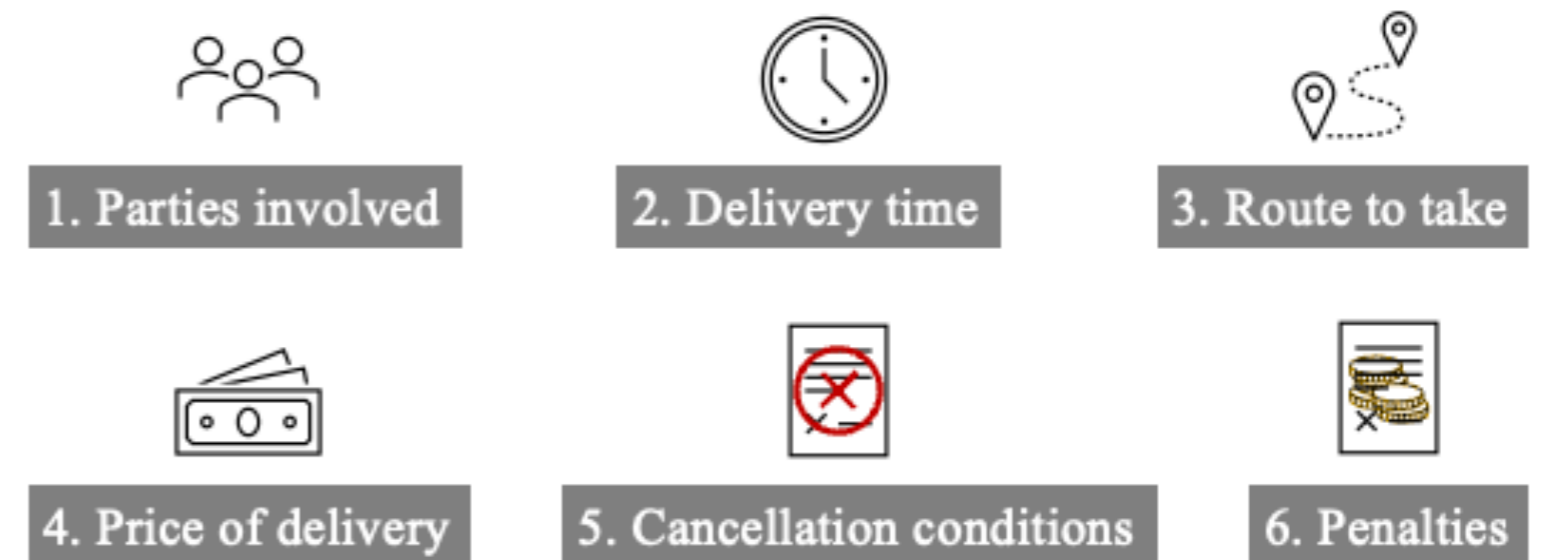 1. Parties involved
2. Delivery time
3. Route to take
4. Price of delivery
5. Cancellation conditions
6. Penalties